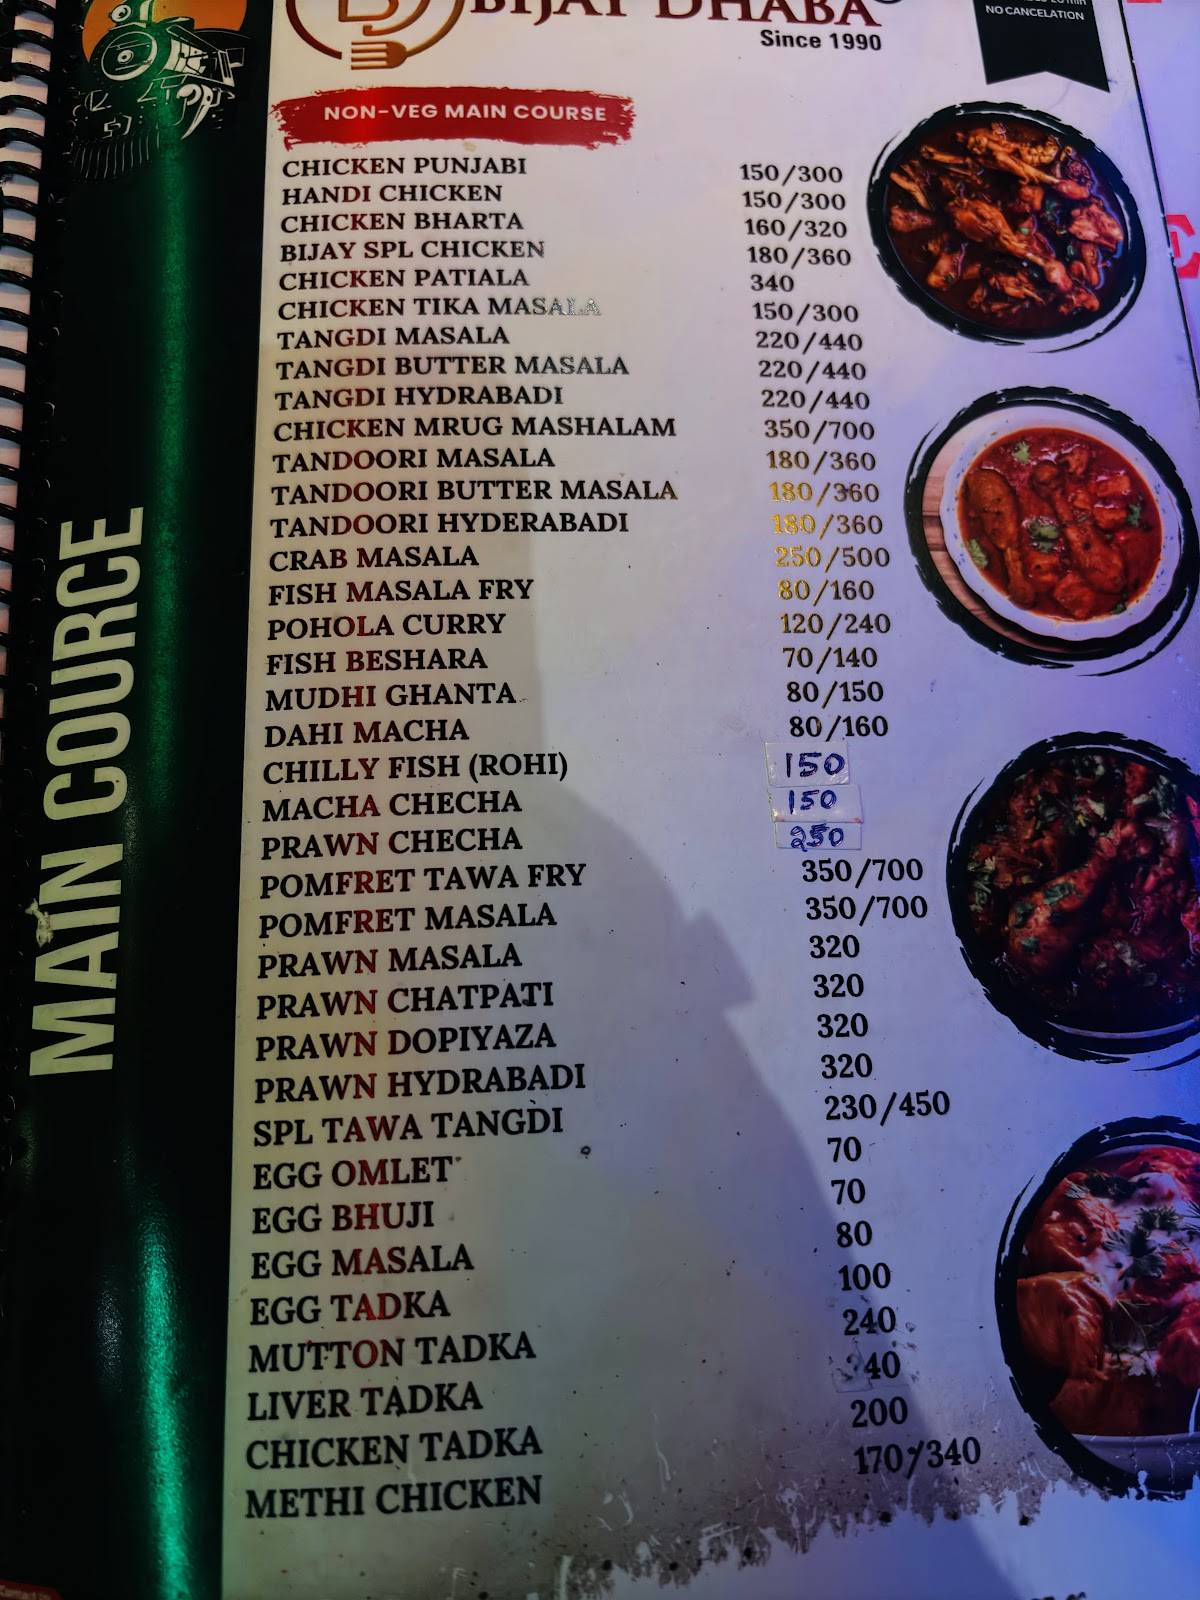 BIJAY DHABA
Since 1990
NO CANCELATION
NON-VEG MAIN COURSE
MAIN COURCE
CHICKEN PUNJABI 150/300
HANDI CHICKEN 150/300
CHICKEN BHARTA 160/320
BIJAY SPL CHICKEN 180/360
CHICKEN PATIALA 340
CHICKEN TIKA MASALA 150/300
TANGDI MASALA 220/440
TANGDI BUTTER MASALA 220/440
TANGDI HYDRABADI 220/440
CHICKEN MRUG MASHALAM 350/700
TANDOORI MASALA 180/360
TANDOORI BUTTER MASALA 180/360
TANDOORI HYDERABADI 180/360
CRAB MASALA 250/500
FISH MASALA FRY 80/160
POHOLA CURRY 120/240
FISH BESHARA 70/140
MUDHI GHANTA 80/150
DAHI MACHA 80/160
CHILLY FISH (ROHI) 150
MACHA CHECHA 150
PRAWN CHECHA 250
POMFRET TAWA FRY 350/700
POMFRET MASALA 350/700
PRAWN MASALA 320
PRAWN CHATPATI 320
PRAWN DOPIYAZA 320
PRAWN HYDRABADI 320
SPL TAWA TANGDI 230/450
EGG OMLET 70
EGG BHUJI 70
EGG MASALA 80
EGG TADKA 100
MUTTON TADKA 240
LIVER TADKA 40
CHICKEN TADKA 200
METHI CHICKEN 170/340